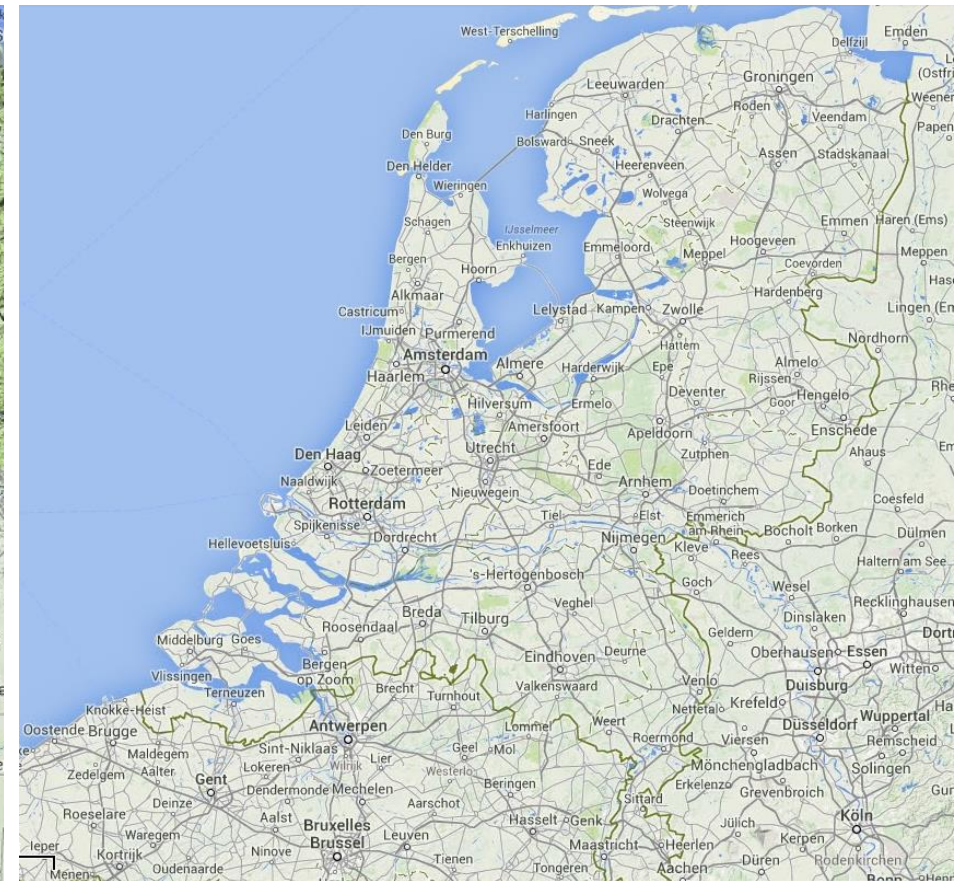 West-Terschelling
Emden
Delfzijl
Groningen
Leeuwarden
(Ostfri
Weener
Harlingen
Roden
Drachten
Veendam
Papen
Den Burg
Bolsward
Sneek
Assen
Stadskanaal
Den Helder
Heerenveen
Wieringen
Wolvega
Schagen
Steenwijk
Emmen
Haren (Ems)
IJsselmeer
Enkhuizen
Emmeloord
Hoogeveen
Meppel
Meppen
Bergen
Hoorn
Coevorden
Alkmaar
Hardenberg
Castricum
Lelystad
Kampen
Zwolle
Lingen (Em
IJmuiden
Purmerend
Nordhorn
Hattem
Amsterdam
Almere
Harderwijk
Epe
Almelo
Haarlem
Rijssen
Deventer
Hengelo
Hilversum
Ermelo
Goor
Leiden
Amersfoort
Apeldoorn
Enschede
Den Haag
Utrecht
Zutphen
Ahaus
Zoetermeer
Ede
Naaldwijk
Nieuwegein
Arnhem
Doetinchem
Coesfeld
Rotterdam
Spijkenisse
Tiel
Elst
Emmerich
am Rhein
Bocholt
Borken
Dülmen
Dordrecht
Nijmegen
Hellevoetsluis
Kleve
Rees
Haltern am See
's-Hertogenbosch
Goch
Wesel
Breda
Veghel
Recklinghausen
Roosendaal
Tilburg
Dinslaken
Middelburg
Goes
Geldern
Dortr
Eindhoven
Deurne
Oberhausen
Essen
Bergen
op Zoom
Witten
Vlissingen
Terneuzen
Brecht
Turnhout
Valkenswaard
Venlo
Duisburg
Knokke-Heist
Nettetal
Krefeld
Oostende
Brugge
Antwerpen
Lommel
Weert
Düsseldorf
Wuppertal
Maldegem
Sint-Niklaas
Lier
Geel
Mol
Roermond
Viersen
Remscheid
Zedelgem
Aalter
Lokeren
Wilrijk
Westerlo
Mönchengladbach
Solingen
Gent
Dendermonde
Mechelen
Beringen
Erkelenz
Grevenbroich
Deinze
Aarschot
Sittard
Roeselare
Aalst
Hasselt
Genk
Köln
Waregem
Bruxelles
Brussel
Leuven
Jülich
Ieper
Kortrijk
Ninove
Maastricht
Heerlen
Kerpen
Menen
Oudenaarde
Tienen
Tongeren
Aachen
Düren
Rodenkirchen
Bonn